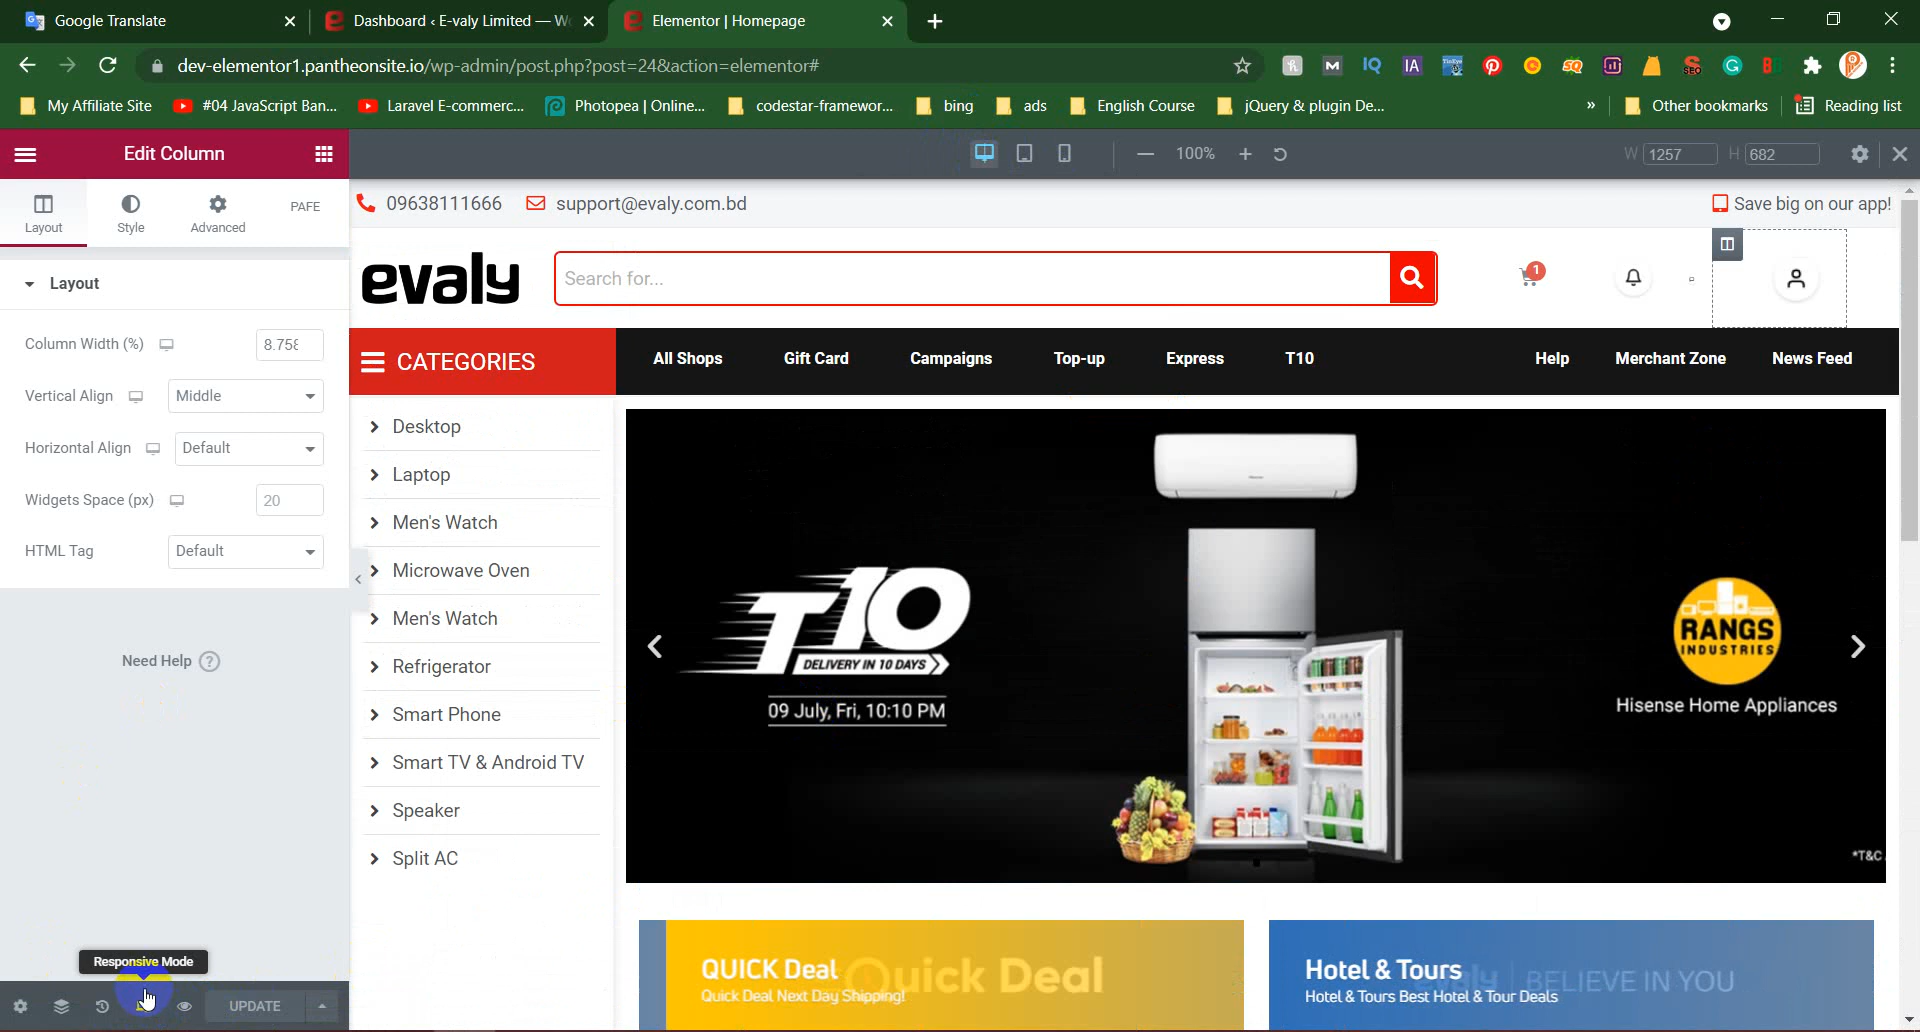 Google Translate
Dashboard ‹ E-valy Limited — W
Elementor | Homepage
dev-elementor1.pantheonsite.io/wp-admin/post.php?post=24&action=elementor#
My Affiliate Site
#04 JavaScript Ban...
Laravel E-commerc...
Photopea | Online...
codestar-framewor...
bing
ads
English Course
jQuery & plugin De...
»
Other bookmarks
Reading list
Edit Column
100%
W 1257
H 682
Layout
Style
Advanced
PAFE
09638111666
support@evaly.com.bd
Save big on our app!
Layout
evaly
Search for...
1
Column Width (%)
8.758
CATEGORIES
All Shops
Gift Card
Campaigns
Top-up
Express
T10
Help
Merchant Zone
News Feed
Vertical Align
Middle
Horizontal Align
Default
Widgets Space (px)
20
HTML Tag
Default
Need Help ?
Desktop
Laptop
Men's Watch
Microwave Oven
Men's Watch
Refrigerator
Smart Phone
Smart TV & Android TV
Speaker
Split AC
T10
DELIVERY IN 10 DAYS
09 July, Fri, 10:10 PM
RANGS
INDUSTRIES
Hisense Home Appliances
*T&C
QUICK Deal
Quick Deal
Quick Deal Next Day Shipping!
Hotel & Tours
Hotel & Tours Best Hotel & Tour Deals
BELIEVE IN YOU
Responsive Mode
UPDATE